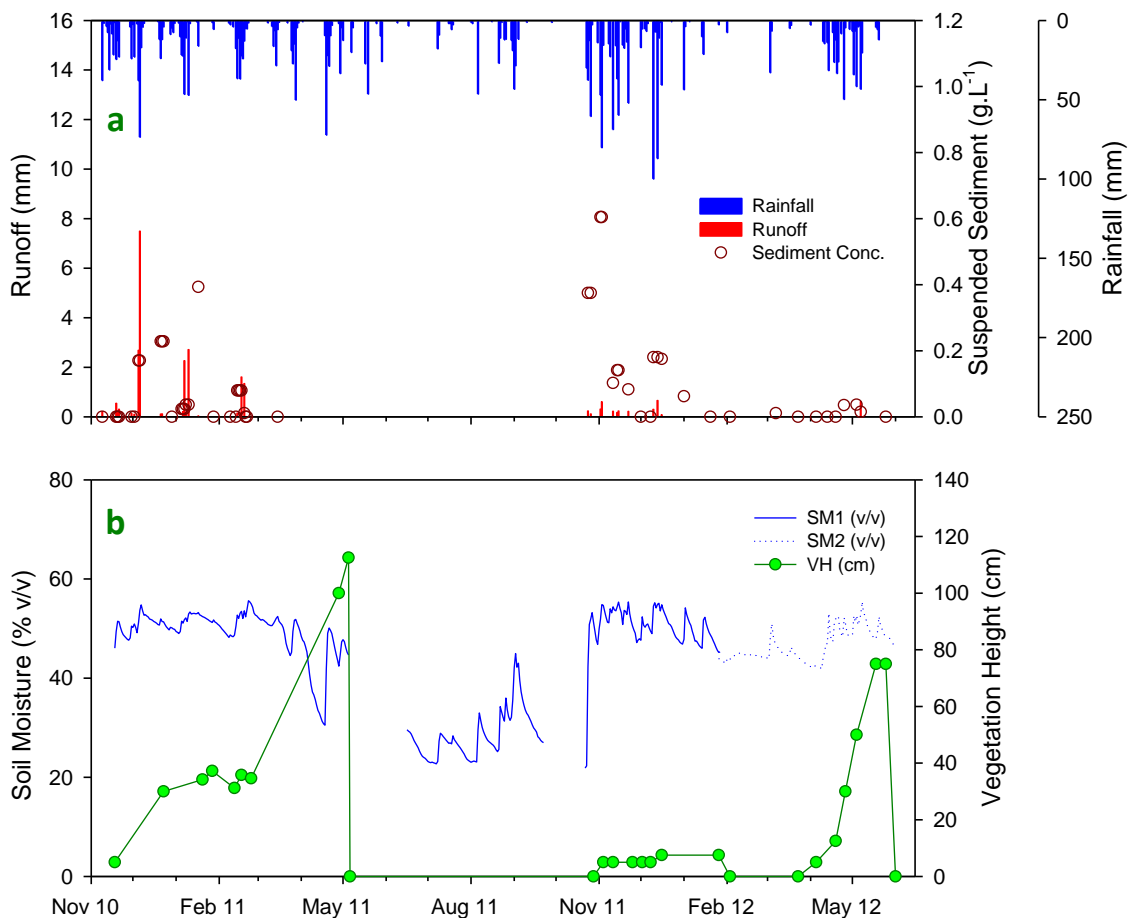 a
16
14
12
10
8
6
4
2
0
Runoff (mm)
1.2
1.0
0.8
0.6
0.4
0.2
0.0
Suspended Sediment (g.L-1)
0
50
100
150
200
250
Rainfall (mm)
Rainfall
Runoff
Sediment Conc.
b
80
60
40
20
0
Soil Moisture (% v/v)
140
120
100
80
60
40
20
0
Vegetation Height (cm)
SM1 (v/v)
SM2 (v/v)
VH (cm)
Nov 10 Feb 11 May 11 Aug 11 Nov 11 Feb 12 May 12